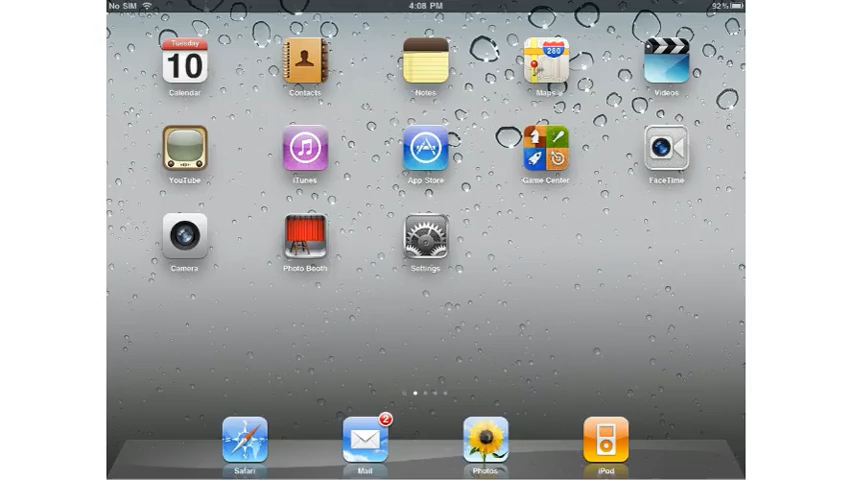 No SIM 4:08 PM 92%
Tuesday
10 280
Calendar Contacts Notes Maps Videos
YouTube iTunes App Store Game Center FaceTime
Camera Photo Booth Settings
2
Safari Mail Photos iPod